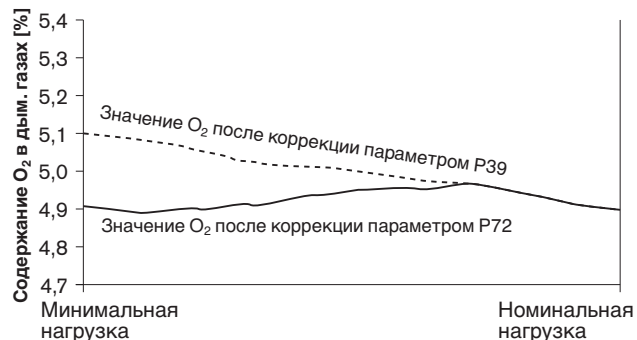 Содержание O₂ в дым. газах [%]
5,4
5,3
5,2
5,1
5,0
4,9
4,8
4,7
Значение O₂ после коррекции параметром P39
Значение O₂ после коррекции параметром P72
Минимальная
нагрузка
Номинальная
нагрузка